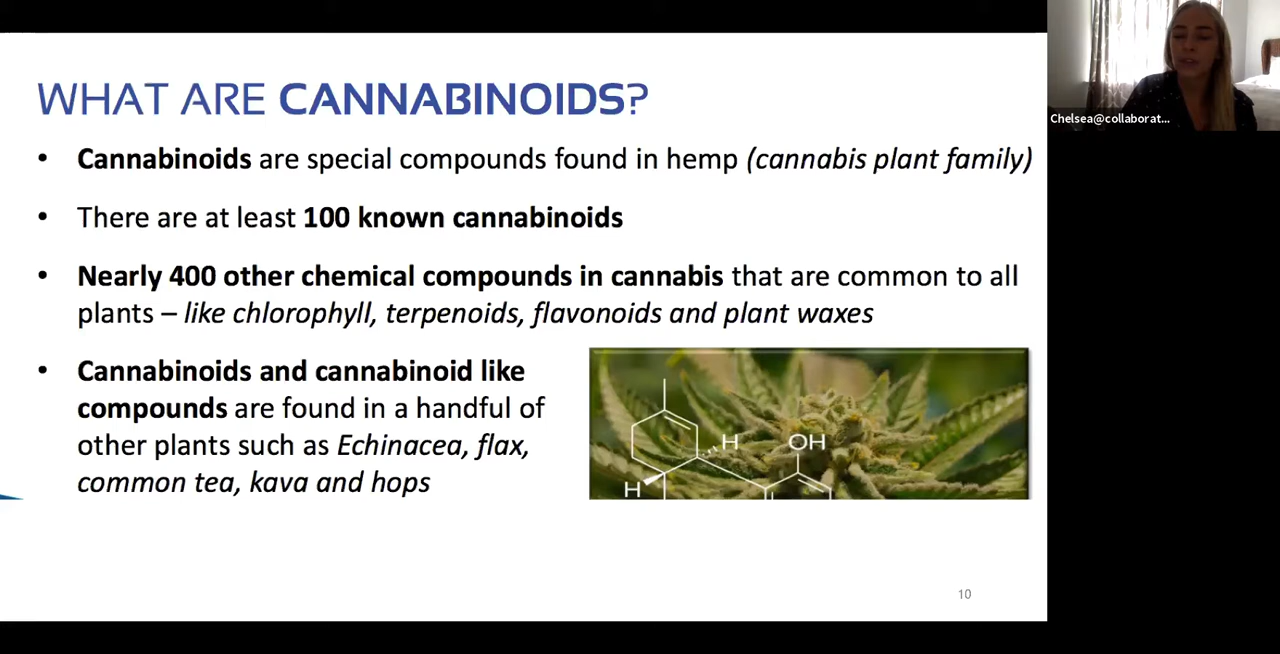 WHAT ARE CANNABINOIDS?
• Cannabinoids are special compounds found in hemp (cannabis plant family)
• There are at least 100 known cannabinoids
• Nearly 400 other chemical compounds in cannabis that are common to all
plants – like chlorophyll, terpenoids, flavonoids and plant waxes
• Cannabinoids and cannabinoid like
compounds are found in a handful of
other plants such as Echinacea, flax,
common tea, kava and hops
H
OH
H
10
Chelsea@collaborat...